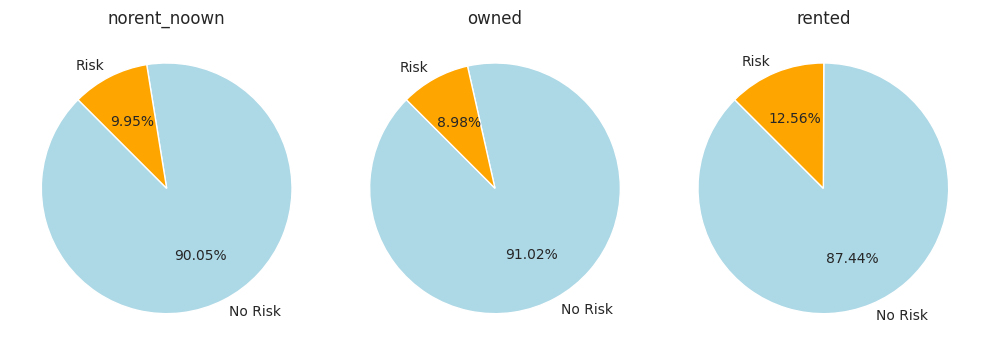 norent_noown
Risk
9.95%
90.05%
No Risk
owned
Risk
8.98%
91.02%
No Risk
rented
Risk
12.56%
87.44%
No Risk